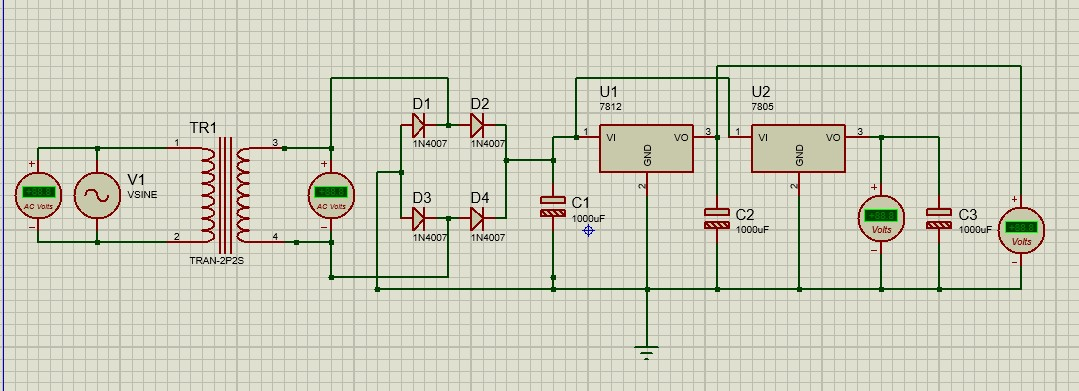 TR1
1
3
2
4
TRAN-2P2S
+
AC Volts
-
V1
VSINE
+
AC Volts
-
D1
1N4007
D2
1N4007
D3
1N4007
D4
1N4007
C1
1000uF
U1
7812
1
VI
VO
3
GND
2
U2
7805
1
VI
VO
3
GND
2
C2
1000uF
+
Volts
-
C3
1000uF
+
Volts
-